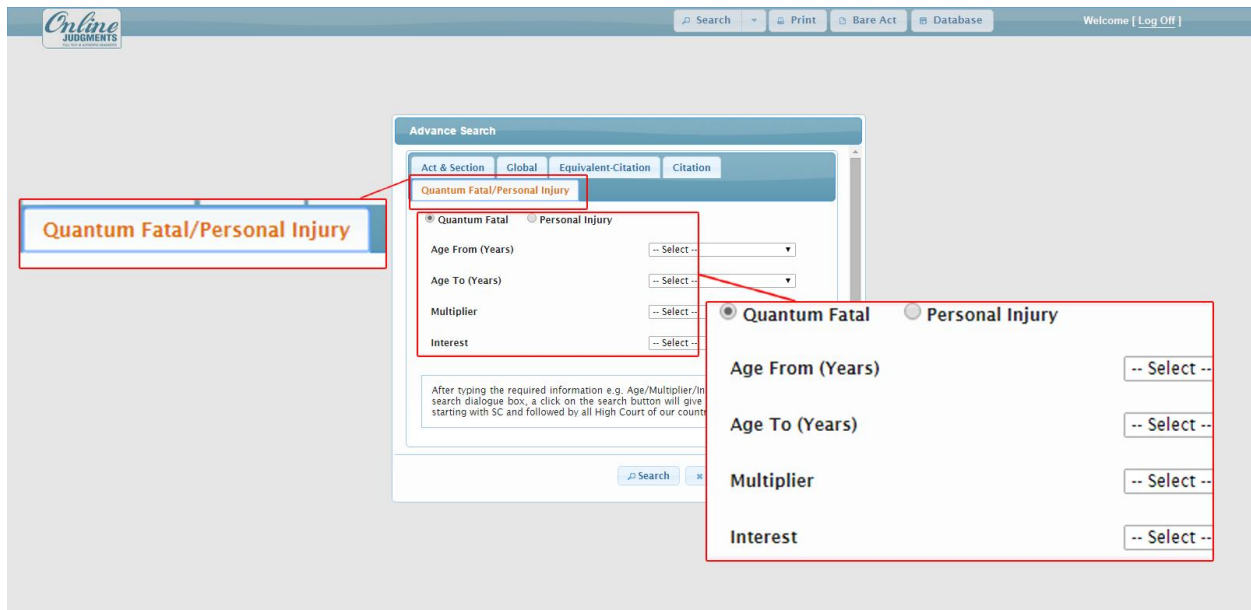 Online
JUDGMENTS
Search
Print
Bare Act
Database
Welcome [ Log Off ]
Advance Search
Act & Section
Global
Equivalent-Citation
Citation
Quantum Fatal/Personal Injury
Quantum Fatal/Personal Injury
Quantum Fatal
Personal Injury
Age From (Years)
-- Select --
Age To (Years)
-- Select --
Multiplier
-- Select --
Interest
-- Select --
After typing the required information e.g. Age/Multiplier/In
search dialogue box, a click on the search button will give
starting with SC and followed by all High Court of our count
Search
Quantum Fatal
Personal Injury
Age From (Years)
-- Select --
Age To (Years)
-- Select --
Multiplier
-- Select --
Interest
-- Select --